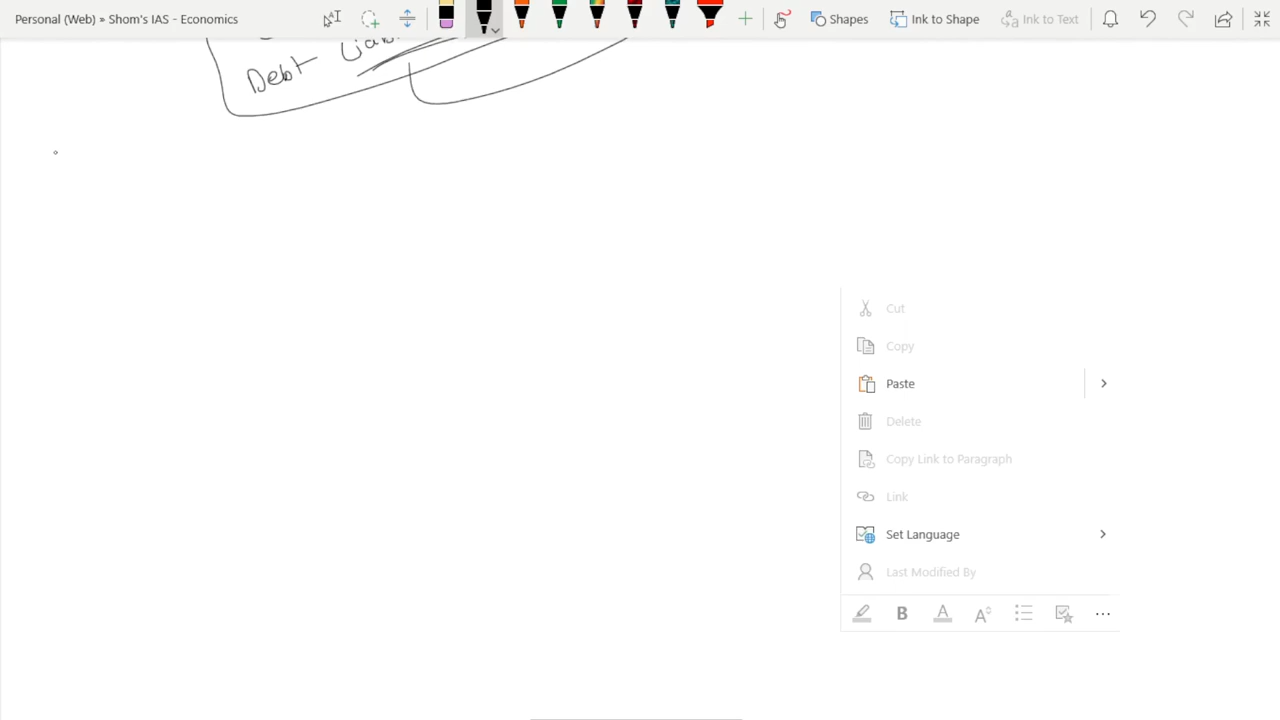 Personal (Web) » Shom's IAS - Economics
Shapes
Ink to Shape
Ink to Text
Debt
Cut
Copy
Paste
Delete
Copy Link to Paragraph
Link
Set Language
Last Modified By
B A A